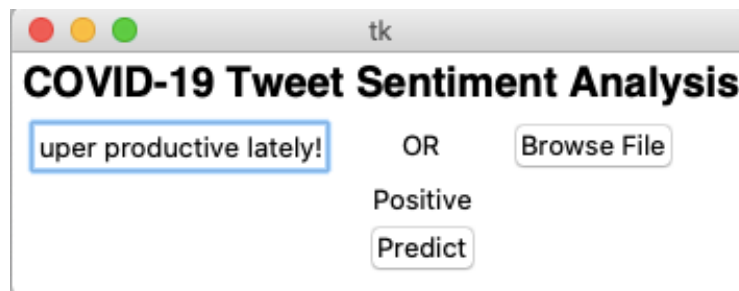 tk
COVID-19 Tweet Sentiment Analysis
uper productive lately! OR Browse File
Positive
Predict